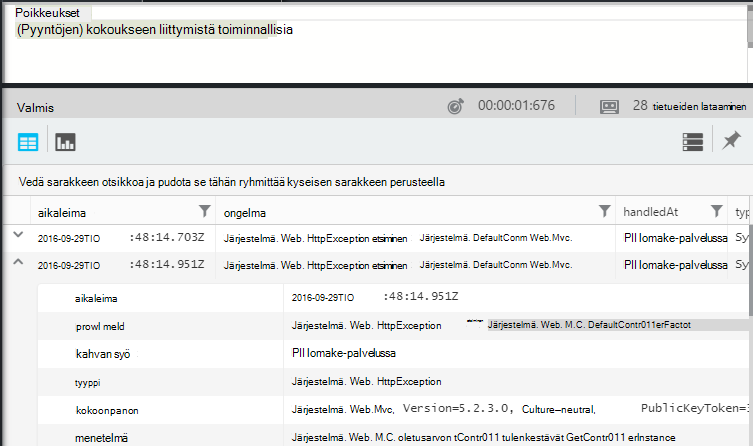 Poikkeukset
(Pyyntöjen) kokoukseen liittymistä toiminnallisia
Valmis 00:00:01:676 28 tietueiden lataaminen
Vedä sarakkeen otsikkoa ja pudota se tähän ryhmittää kyseisen sarakkeen perusteella
aikaleima ongelma handledAt typ
2016-09-29TIO :48:14.703Z Järjestelmä. Web. HttpException etsiminen Järjestelmä. DefaultConm Web.Mvc. PII lomake-palvelussa Sy
2016-09-29TIO :48:14.951Z Järjestelmä. Web. HttpException etsiminen Järjestelmä. DefaultConm Web.Mvc. PII lomake-palvelussa Sy
aikaleima 2016-09-29TIO :48:14.951Z
prowl meld Järjestelmä. Web. HttpException Järjestelmä. Web. M.C. DefaultContr011erFactot
kahvan syö PII lomake-palvelussa
tyyppi Järjestelmä. Web. HttpException
kokoonpanon Järjestelmä. Web.Mvc, Version=5.2.3.0, Culture—neutral, PublicKeyToken=3
menetelmä Järjestelmä. Web. M.C. oletusarvon tContr011 tulenkestävät GetContr011 erInstance